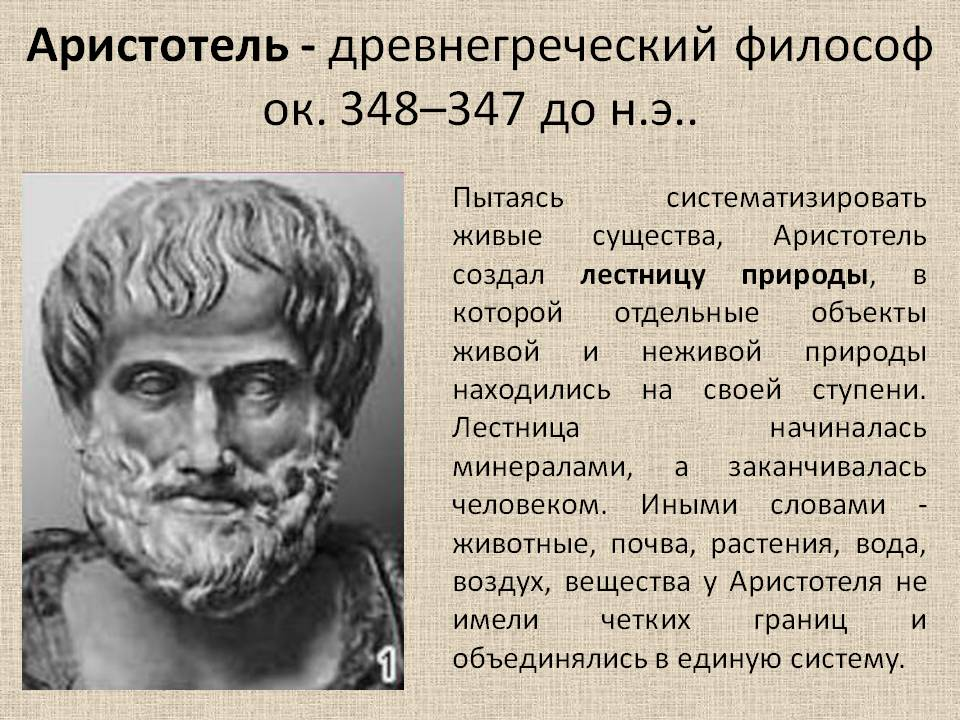 Аристотель - древнегреческий философ
ок. 348–347 до н.э..
Пытаясь систематизировать
живые существа, Аристотель
создал лестницу природы, в
которой отдельные объекты
живой и неживой природы
находились на своей ступени.
Лестница начиналась
минералами, а заканчивалась
человеком. Иными словами -
животные, почва, растения, вода,
воздух, вещества у Аристотеля не
имели четких границ и
объединялись в единую систему.
1